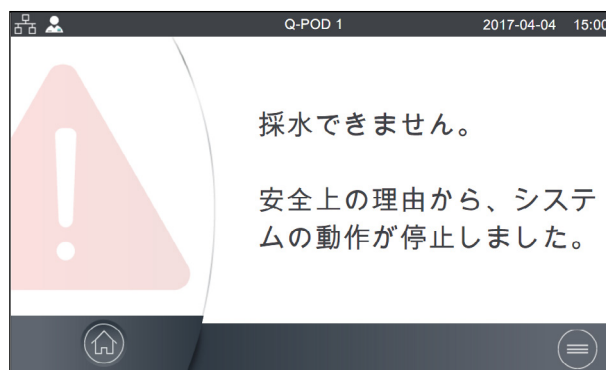 Q-POD 1
2017-04-04 15:00
採水できません。
安全上の理由から、システ
ムの動作が停止しました。